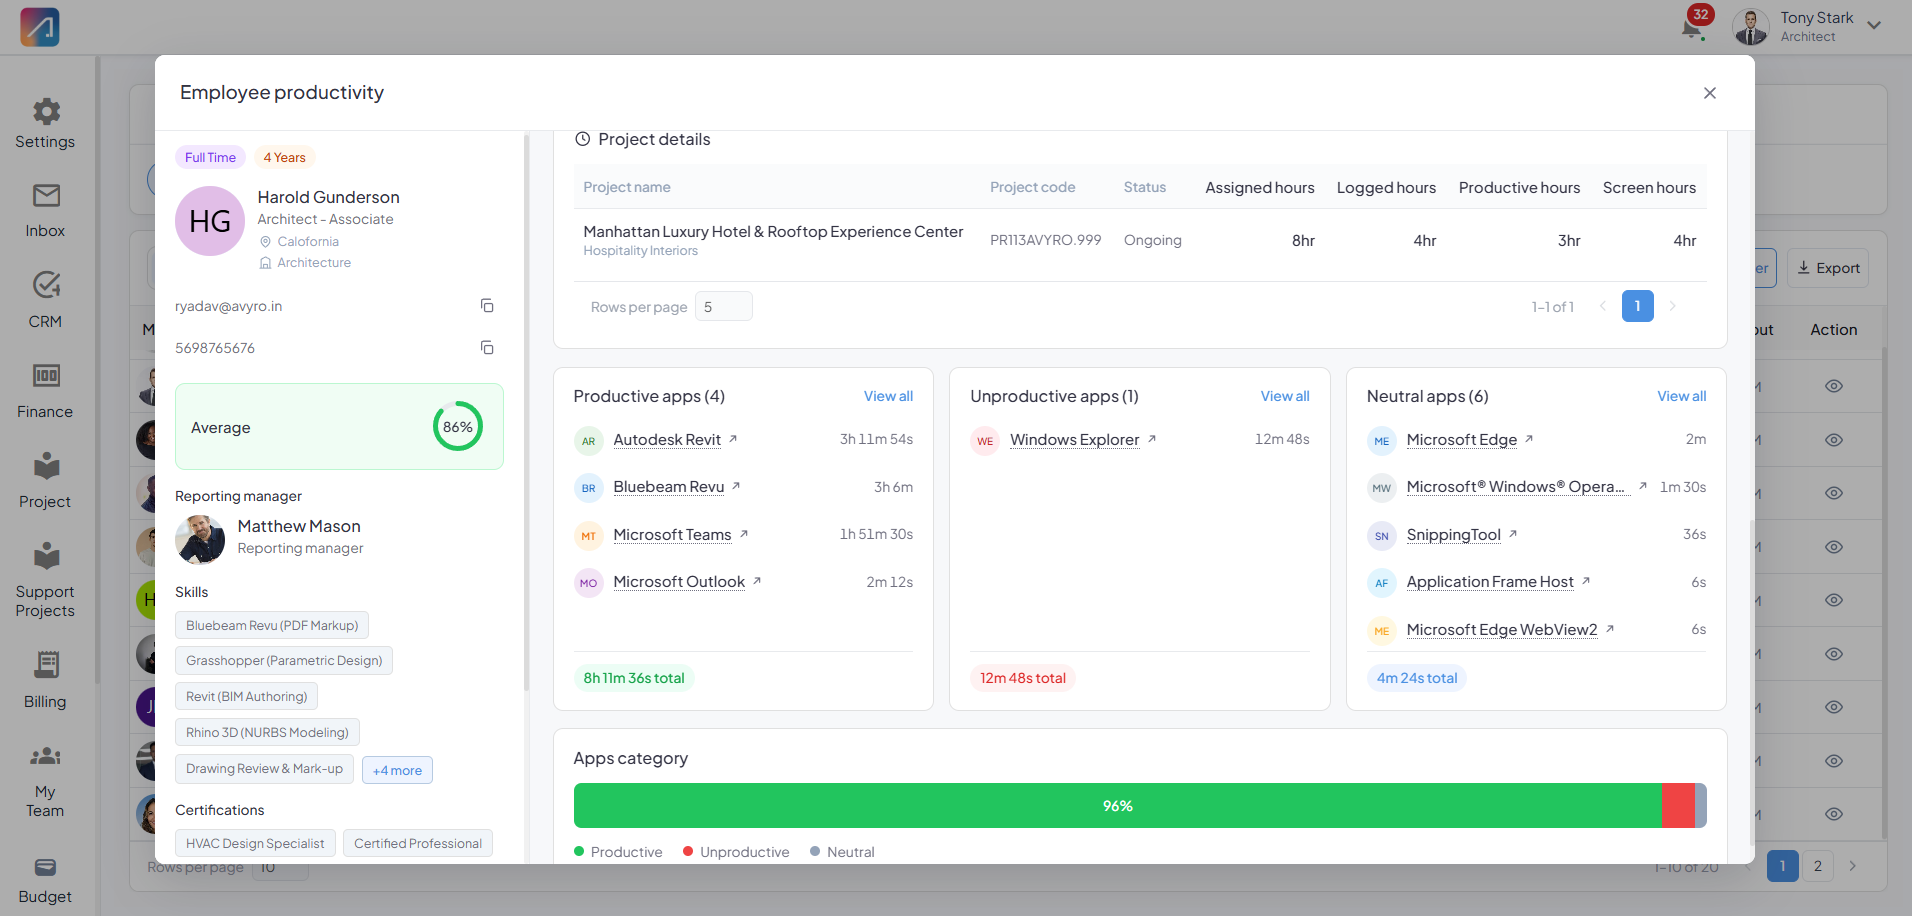 32
Tony Stark
Architect
Settings
Inbox
CRM
Finance
Project
Support
Projects
Billing
My
Team
Budget
Employee productivity
Full Time
4 Years
HG
Harold Gunderson
Architect - Associate
Calofornia
Architecture
ryadav@avyro.in
5698765676
Average
86%
Reporting manager
Matthew Mason
Reporting manager
Skills
Bluebeam Revu (PDF Markup)
Grasshopper (Parametric Design)
Revit (BIM Authoring)
Rhino 3D (NURBS Modeling)
Drawing Review & Mark-up
+4 more
Certifications
HVAC Design Specialist
Certified Professional
Project details
Project name Project code Status Assigned hours Logged hours Productive hours Screen hours
Manhattan Luxury Hotel & Rooftop Experience Center
Hospitality Interiors
PR113AVYRO.999 Ongoing 8hr 4hr 3hr 4hr
Rows per page 5
1-1 of 1
1
Productive apps (4) View all
AR Autodesk Revit 3h 11m 54s
BR Bluebeam Revu 3h 6m
MT Microsoft Teams 1h 51m 30s
MO Microsoft Outlook 2m 12s
8h 11m 36s total
Unproductive apps (1) View all
WE Windows Explorer 12m 48s
12m 48s total
Neutral apps (6) View all
ME Microsoft Edge 2m
MW Microsoft® Windows® Opera... 1m 30s
SN SnippingTool 36s
AF Application Frame Host 6s
ME Microsoft Edge WebView2 6s
4m 24s total
Apps category
96%
Productive
Unproductive
Neutral
Export
Action
Rows per page 10
1-10 of 20
1
2